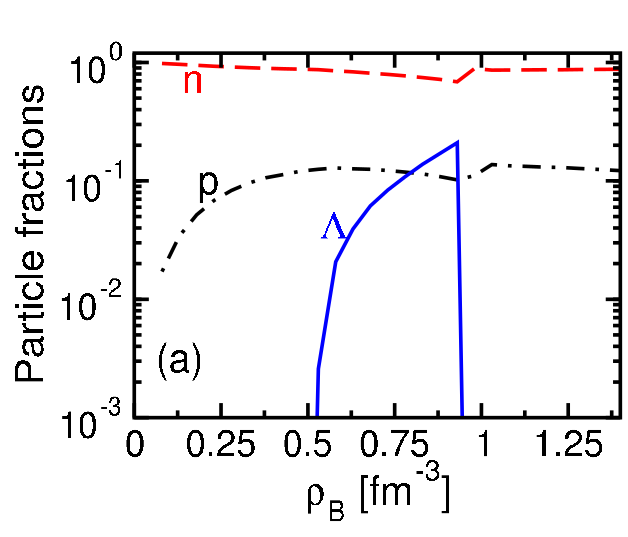 Particle fractions
10^0
10^-1
10^-2
10^-3
n
p
Λ
(a)
0 0.25 0.5 0.75 1 1.25
ρ_B [fm^-3]